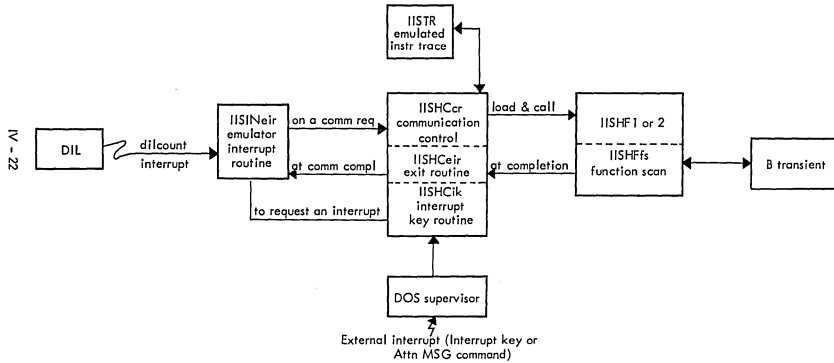 IISTR
emulated
instr trace
IISINeir
emulator
interrupt
routine
on a comm req
at comm compl
to request an interrupt
IISHCcr
communication
control
IISHCeir
exit routine
IISHCik
interrupt
key routine
load & call
at completion
IISHF1 or 2
IISHFfs
function scan
B transient
DIL
dilcount
interrupt
DOS supervisor
External interrupt (Interrupt key or
Attn MSG command)
IV - 22